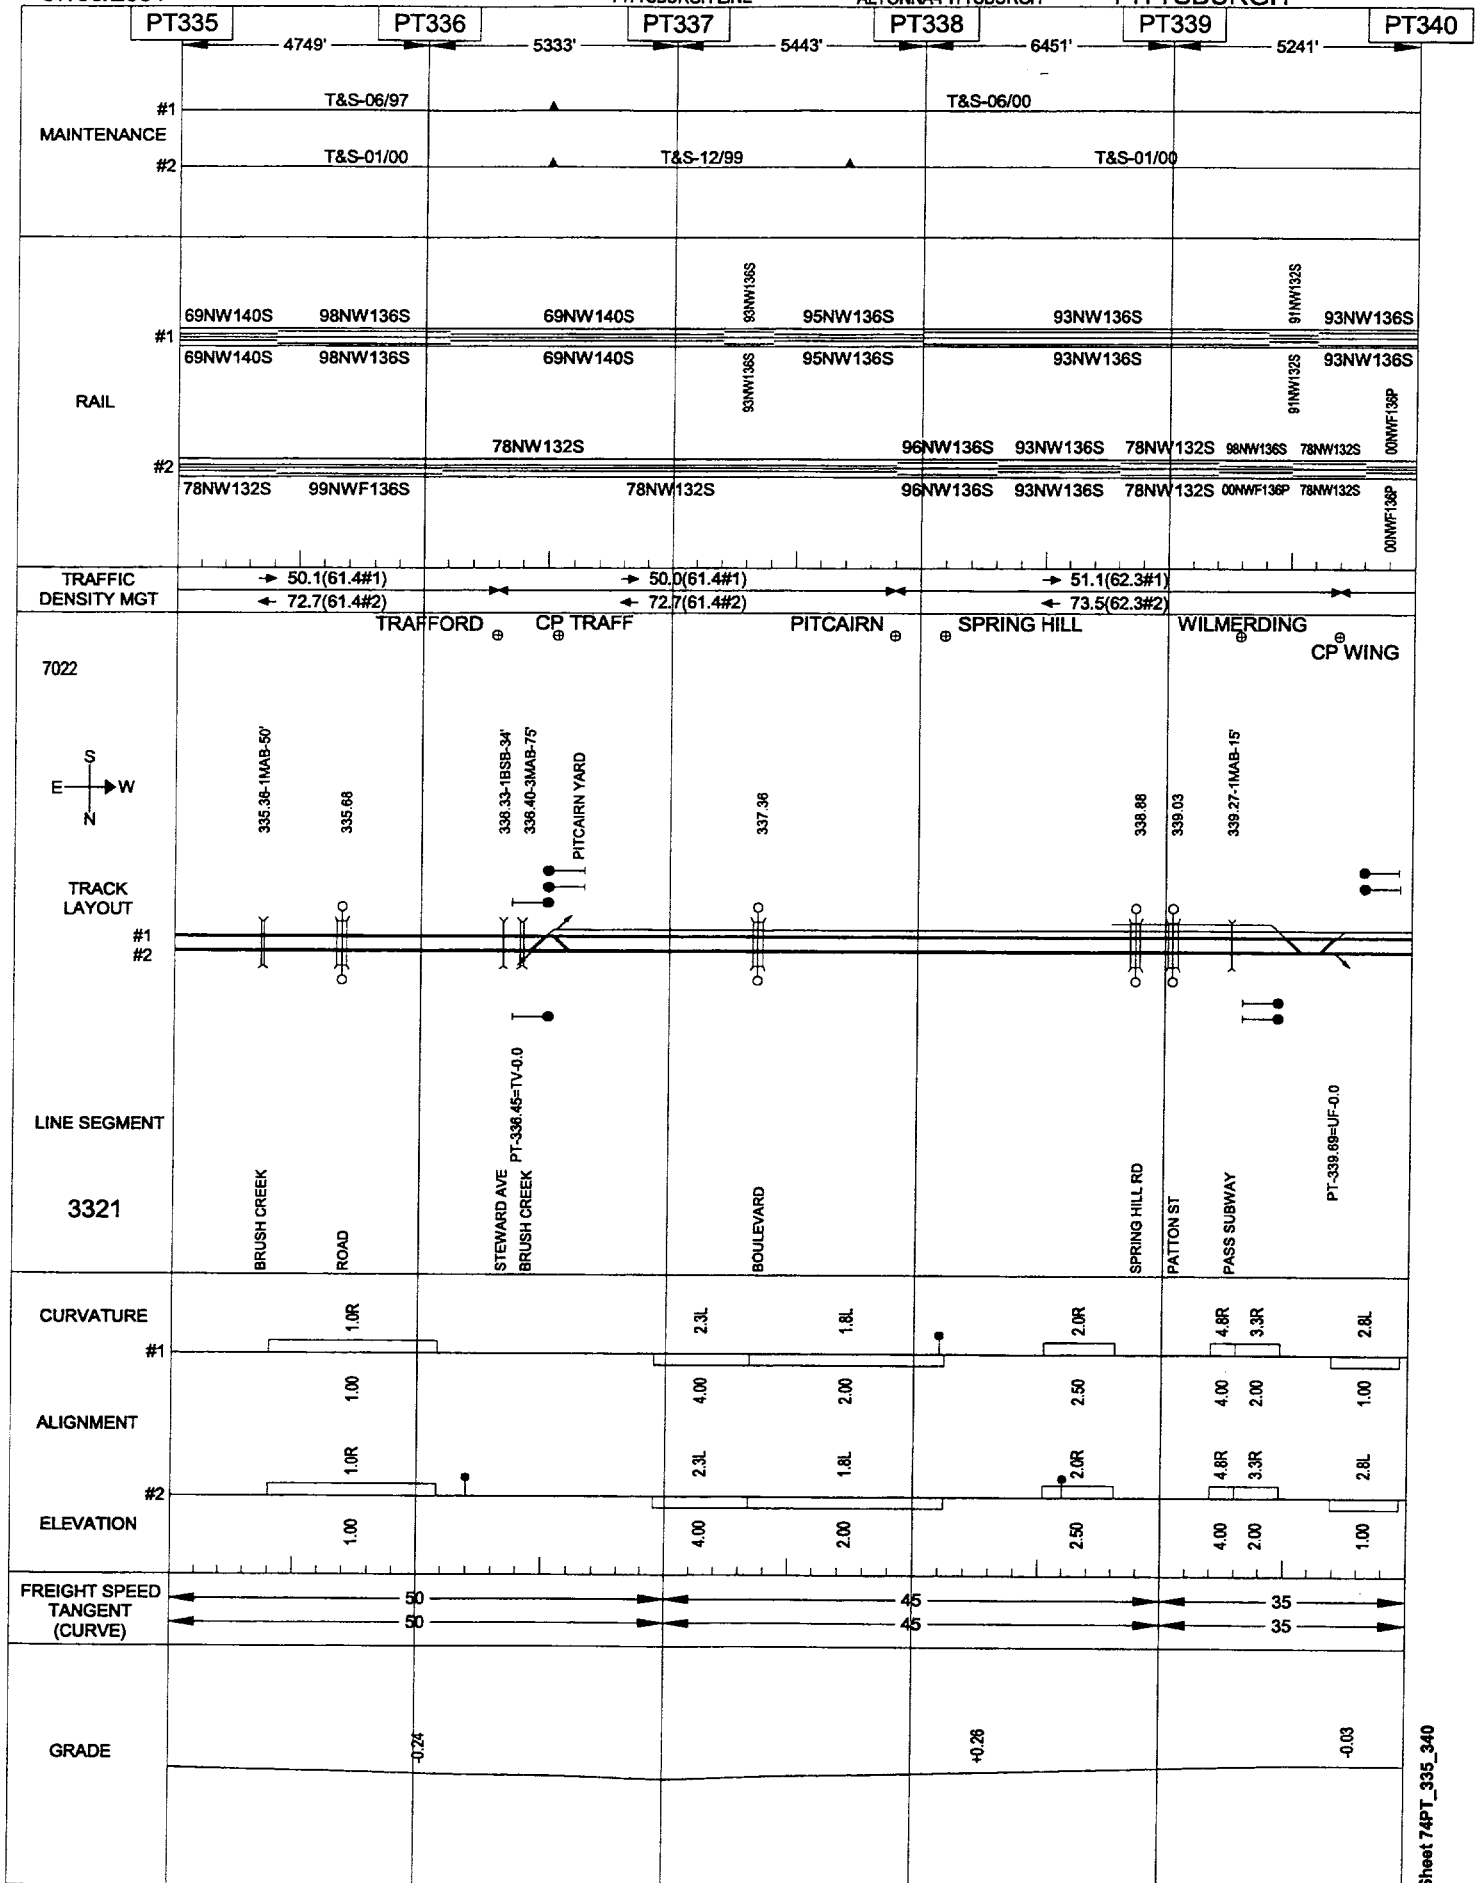 PITTSBURGH LINE
PT335 PT336 PT337 PT338 PT339 PT340
4749' 5333' 5443' 6451' 5241'
MAINTENANCE
#1 T&S-06/97 T&S-06/00
#2 T&S-01/00 T&S-12/99 T&S-01/00
RAIL
93NW136S 91NW132S
69NW140S 98NW136S 69NW140S 95NW136S 93NW136S 93NW136S
#1
69NW140S 98NW136S 69NW140S 95NW136S 93NW136S 93NW136S
93NW136S 91NW132S
00NWF136P
78NW132S 96NW136S 93NW136S 78NW132S 98NW136S 78NW132S
#2
78NW132S 99NWF136S 78NW132S 96NW136S 93NW136S 78NW132S 00NWF136P 78NW132S
00NWF136P
TRAFFIC
DENSITY MGT
50.1(61.4#1) 50.0(61.4#1) 51.1(62.3#1)
72.7(61.4#2) 72.7(61.4#2) 73.5(62.3#2)
TRAFFORD CP TRAFF PITCAIRN SPRING HILL WILMERDING
CP WING
7022
S
E W
N
335.36-1MAB-50'
335.68
336.33-1BSB-34'
336.40-3MAB-75'
PITCAIRN YARD
337.36
338.88
339.03
339.27-1MAB-15'
TRACK
LAYOUT
#1
#2
LINE SEGMENT
3321
BRUSH CREEK
ROAD
STEWARD AVE
BRUSH CREEK
PT-336.45=TV-0.0
BOULEVARD
SPRING HILL RD
PATTON ST
PASS SUBWAY
PT-339.69=UF-0.0
CURVATURE
1.0R 2.3L 1.8L 2.0R 4.8R 3.3R 2.8L
#1
1.00 4.00 2.00 2.50 4.00 2.00 1.00
ALIGNMENT
1.0R 2.3L 1.8L 2.0R 4.8R 3.3R 2.8L
#2
ELEVATION
1.00 4.00 2.00 2.50 4.00 2.00 1.00
FREIGHT SPEED
TANGENT
(CURVE)
50 45 35
50 45 35
GRADE
-0.24 +0.26 -0.03
Sheet 74PT_335_340